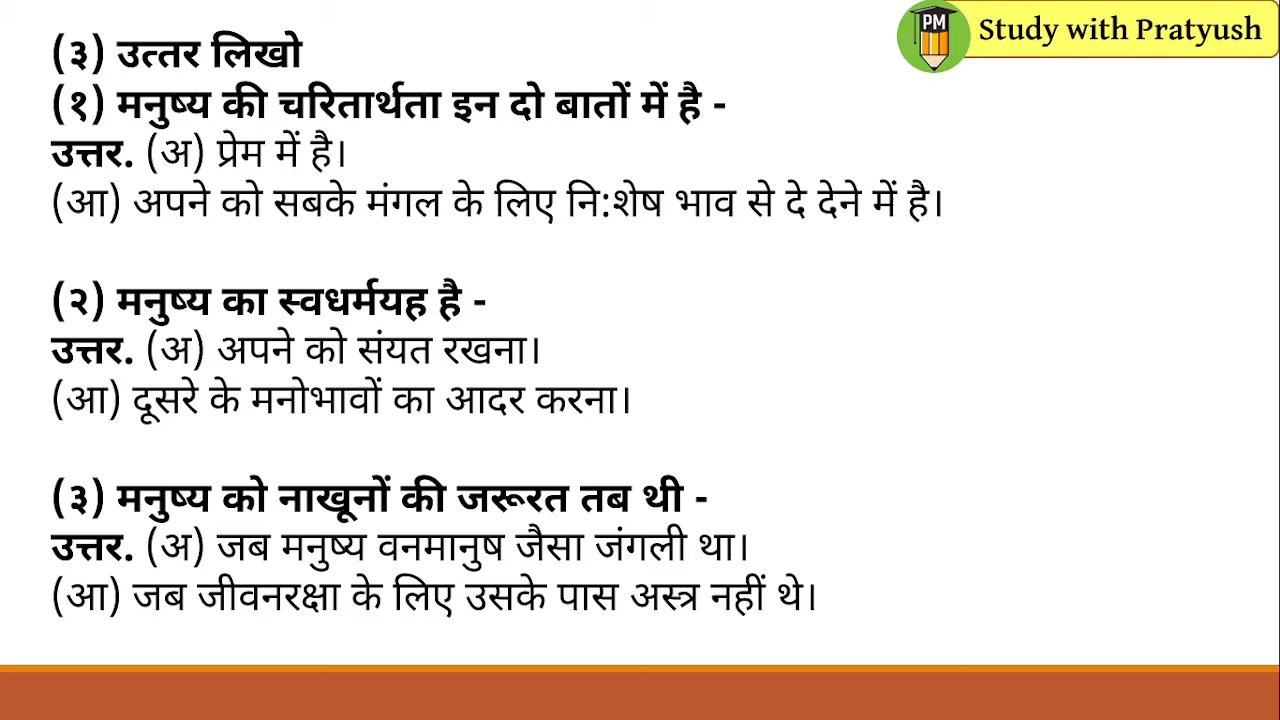 PM
Study with Pratyush
(३) उत्तर लिखो
(१) मनुष्य की चरितार्थता इन दो बातों में है -
उत्तर. (अ) प्रेम में है।
(आ) अपने को सबके मंगल के लिए नि:शेष भाव से दे देने में है।
(२) मनुष्य का स्वधर्मयह है -
उत्तर. (अ) अपने को संयत रखना।
(आ) दूसरे के मनोभावों का आदर करना।
(३) मनुष्य को नाखूनों की जरूरत तब थी -
उत्तर. (अ) जब मनुष्य वनमानुष जैसा जंगली था।
(आ) जब जीवनरक्षा के लिए उसके पास अस्त्र नहीं थे।